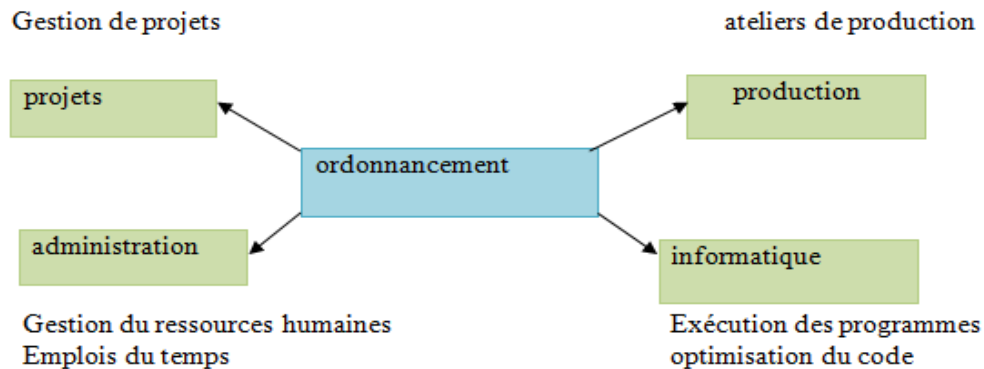 Gestion de projets
ateliers de production
projets
production
ordonnancement
administration
informatique
Gestion du ressources humaines
Emplois du temps
Exécution des programmes
optimisation du code